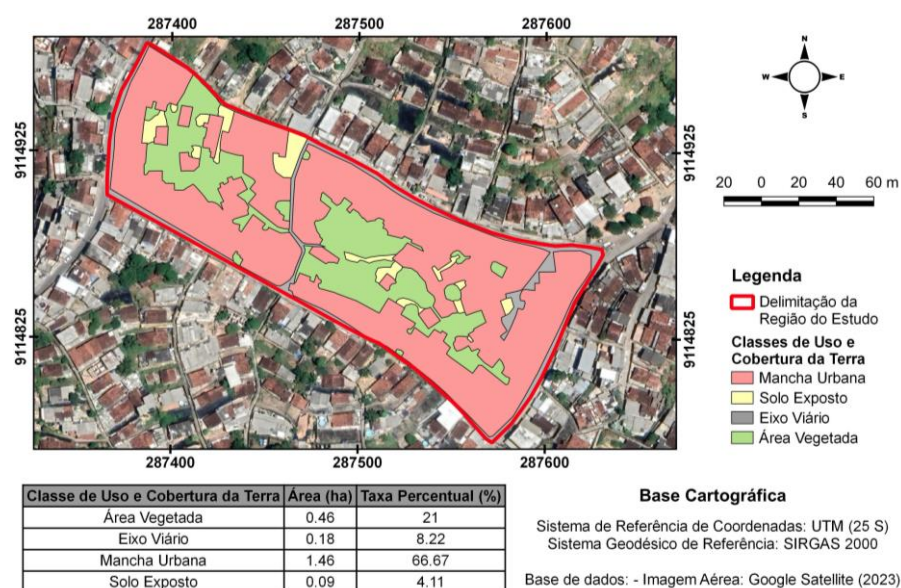 287400 287500 287600
9114925 9114925
9114825 9114825
287400 287500 287600
N
W E
S
20 0 20 40 60 m
Legenda
Delimitação da
Região do Estudo
Classes de Uso e
Cobertura da Terra
Mancha Urbana
Solo Exposto
Eixo Viário
Área Vegetada
Classe de Uso e Cobertura da Terra Área (ha) Taxa Percentual (%)
Área Vegetada 0.46 21
Eixo Viário 0.18 8.22
Mancha Urbana 1.46 66.67
Solo Exposto 0.09 4.11
Base Cartográfica
Sistema de Referência de Coordenadas: UTM (25 S)
Sistema Geodésico de Referência: SIRGAS 2000
Base de dados: - Imagem Aérea: Google Satellite (2023)